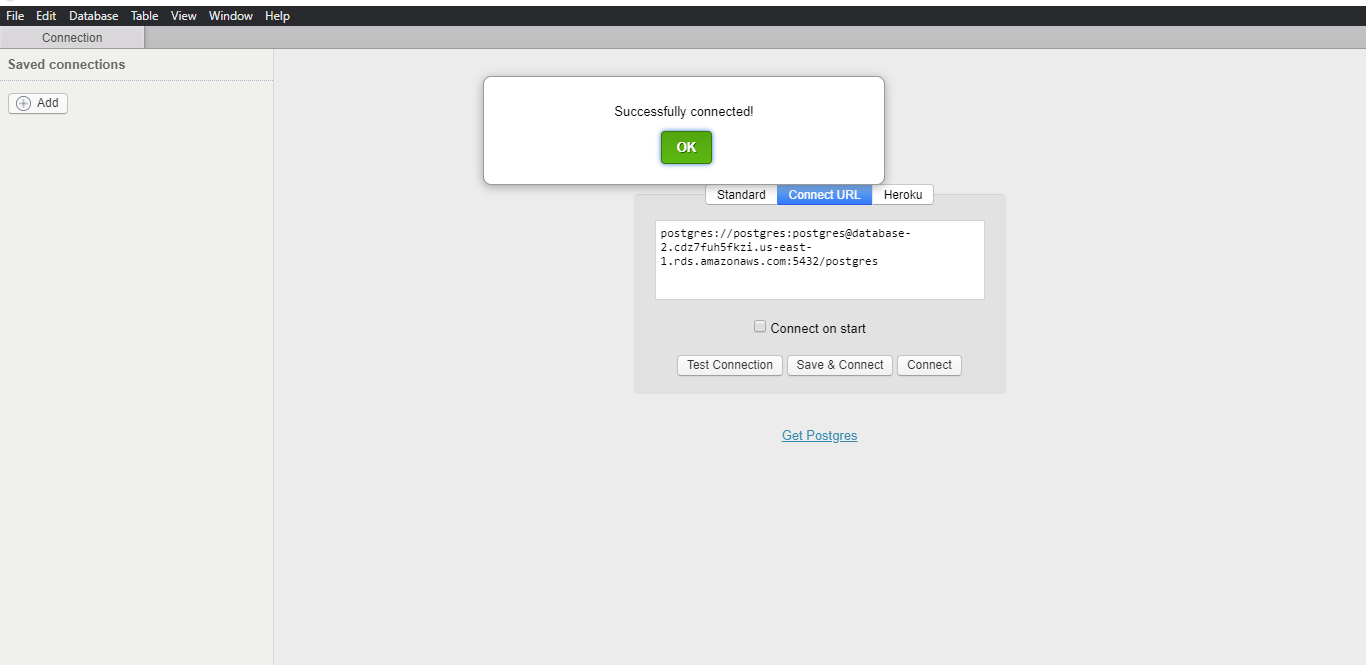 File Edit Database Table View Window Help
Connection
Saved connections
Add
Successfully connected!
OK
Standard Connect URL Heroku
postgres://postgres:postgres@database-
2.cdz7fuh5fkzi.us-east-
1.rds.amazonaws.com:5432/postgres
Connect on start
Test Connection Save & Connect Connect
Get Postgres